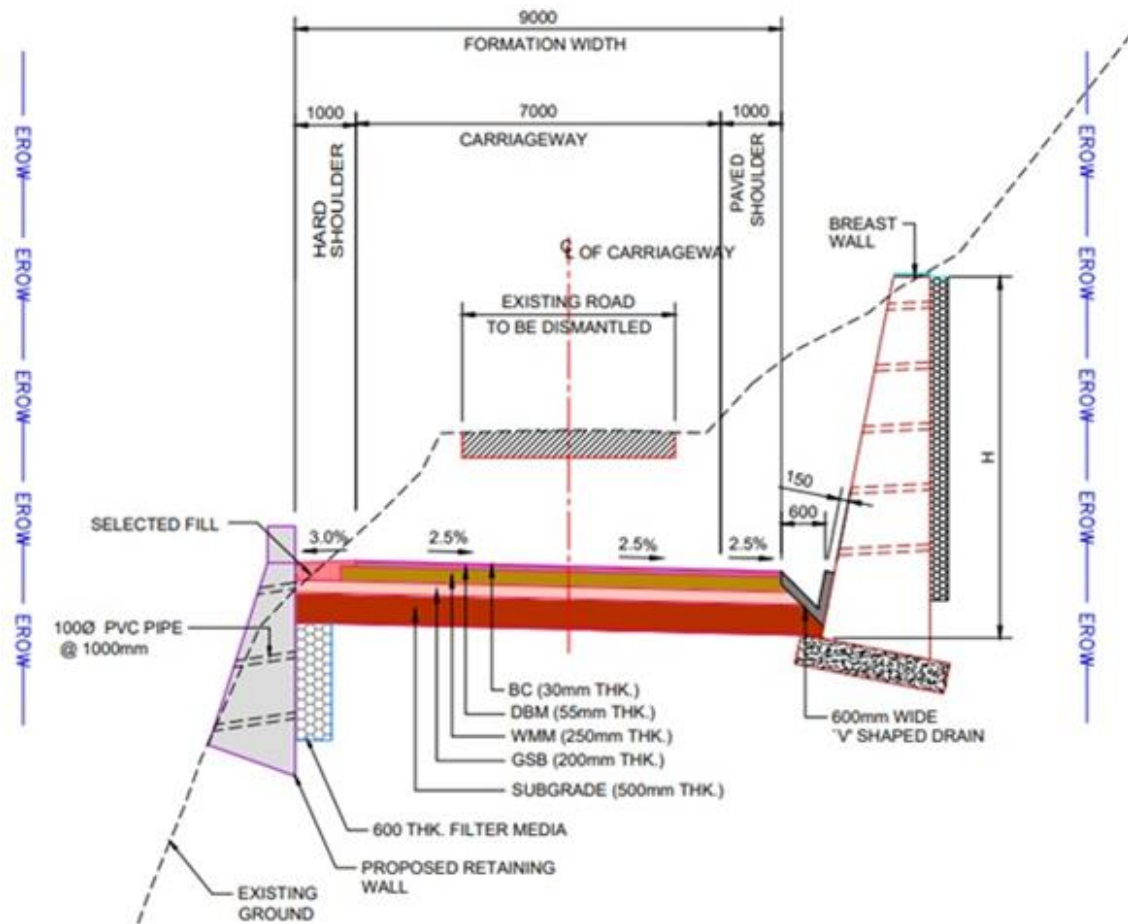 9000
FORMATION WIDTH
1000
7000
1000
CARRIAGEWAY
HARD
SHOULDER
PAVED
SHOULDER
EROW
EROW
EROW
EROW
EROW
EROW
EROW
EROW
EROW
EROW
BREAST
WALL
℄ OF CARRIAGEWAY
EXISTING ROAD
TO BE DISMANTLED
H
150
600
SELECTED FILL
3.0%
2.5%
2.5%
2.5%
100Ø PVC PIPE
@ 1000mm
BC (30mm THK.)
DBM (55mm THK.)
WMM (250mm THK.)
GSB (200mm THK.)
SUBGRADE (500mm THK.)
600mm WIDE
`V' SHAPED DRAIN
600 THK. FILTER MEDIA
PROPOSED RETAINING
WALL
EXISTING
GROUND